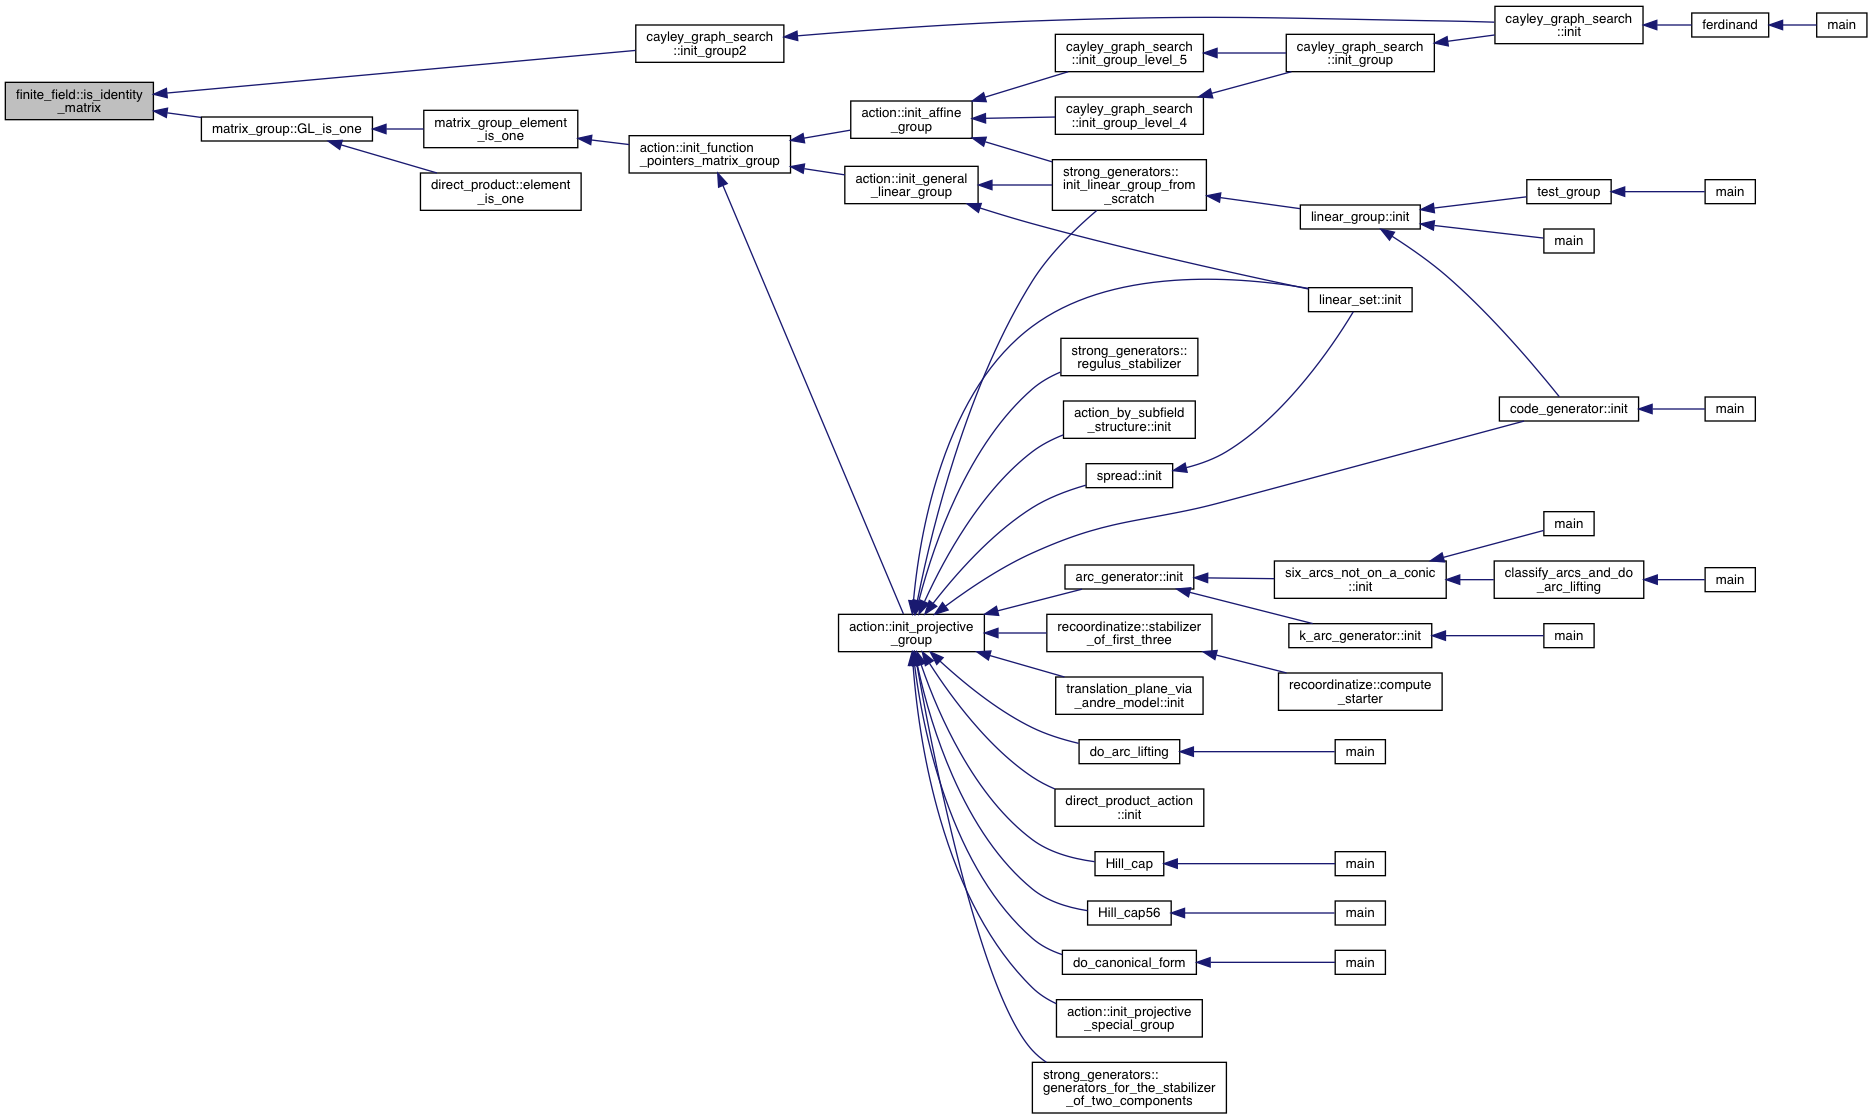 finite_field::is_identity
_matrix
cayley_graph_search
::init_group2
cayley_graph_search
::init
ferdinand
main
matrix_group::GL_is_one
matrix_group_element
_is_one
direct_product::element
_is_one
action::init_function
_pointers_matrix_group
action::init_affine
_group
cayley_graph_search
::init_group_level_5
cayley_graph_search
::init_group
cayley_graph_search
::init_group_level_4
action::init_general
_linear_group
strong_generators::
init_linear_group_from
_scratch
linear_group::init
test_group
main
main
linear_set::init
strong_generators::
regulus_stabilizer
action_by_subfield
_structure::init
spread::init
code_generator::init
main
action::init_projective
_group
arc_generator::init
six_arcs_not_on_a_conic
::init
main
classify_arcs_and_do
_arc_lifting
main
k_arc_generator::init
main
recoordinatize::stabilizer
_of_first_three
recoordinatize::compute
_starter
translation_plane_via
_andre_model::init
do_arc_lifting
main
direct_product_action
::init
Hill_cap
main
Hill_cap56
main
do_canonical_form
main
action::init_projective
_special_group
strong_generators::
generators_for_the_stabilizer
_of_two_components